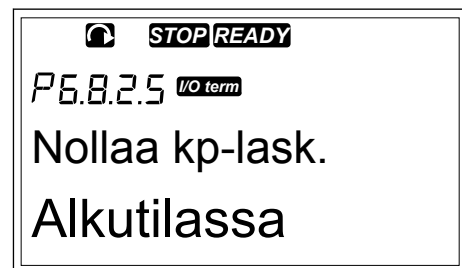 STOP READY
P6.8.2.5 I/O term
Nollaa kp-lask.
Alkutilassa